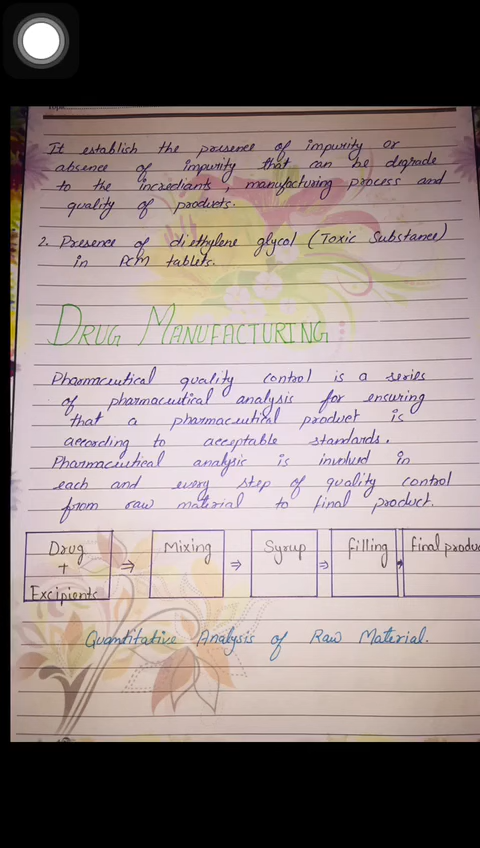 It establish the presense of impurity or
absence of impurity that can be degrade
to the increadiants, manufacturing process and
quality of products.
2. Presense of diethylene glycol (Toxic Substance)
in PCM tablets.
DRUG MANUFACTURING
Pharmaceutical quality control is a series
of pharmaceutical analysis for ensuring
that a pharmaceutical product is
according to acceptable standards.
Pharmaceutical analysis is involved in
each and every step of quality control
from raw material to final product.
Drug + Excipients ⇒ Mixing ⇒ Syrup ⇒ Filling → Final produc
Quantitative Analysis of Raw Material.